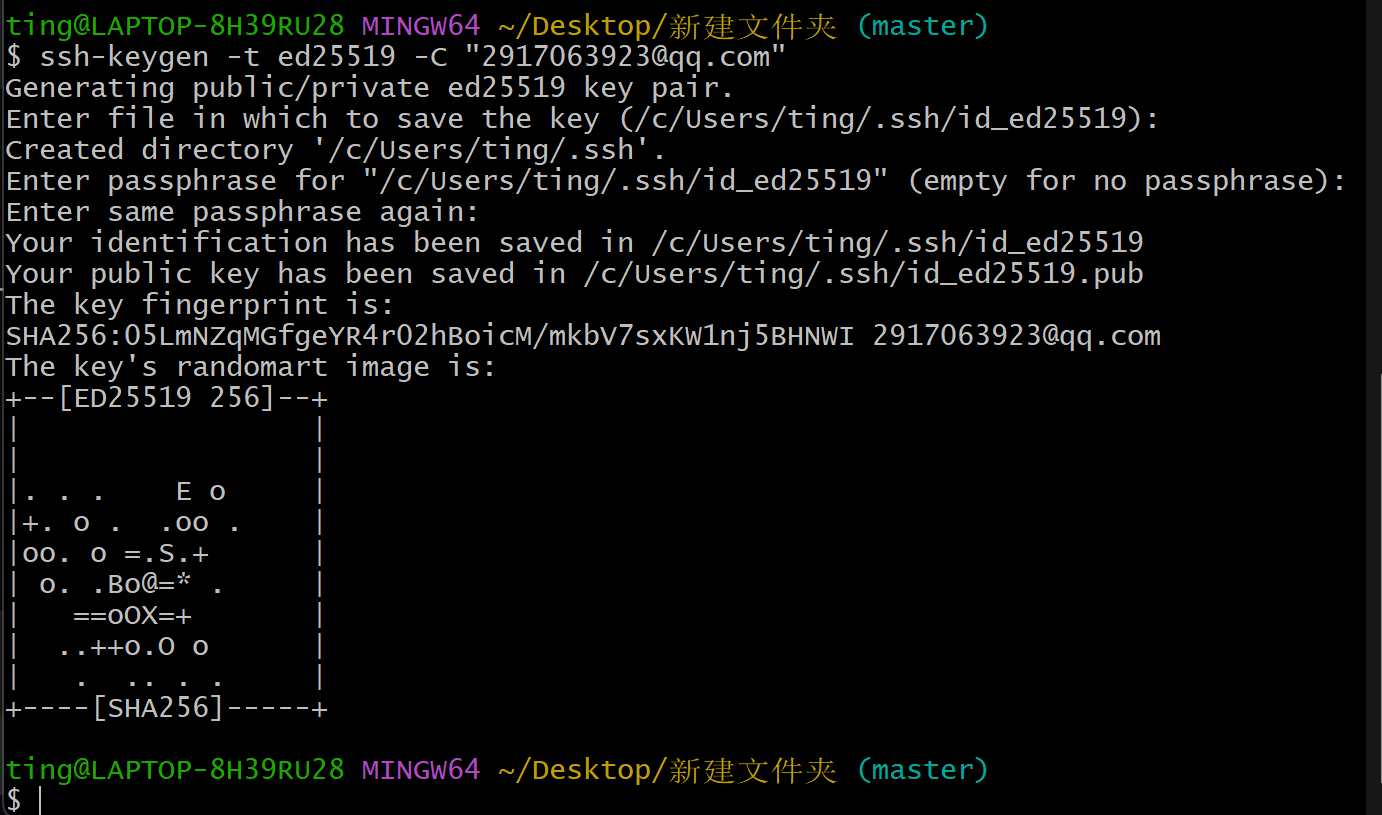 ting@LAPTOP-8H39RU28 MINGW64 ~/Desktop/新建文件夹 (master)
$ ssh-keygen -t ed25519 -C "2917063923@qq.com"
Generating public/private ed25519 key pair.
Enter file in which to save the key (/c/Users/ting/.ssh/id_ed25519):
Created directory '/c/Users/ting/.ssh'.
Enter passphrase for "/c/Users/ting/.ssh/id_ed25519" (empty for no passphrase):
Enter same passphrase again:
Your identification has been saved in /c/Users/ting/.ssh/id_ed25519
Your public key has been saved in /c/Users/ting/.ssh/id_ed25519.pub
The key fingerprint is:
SHA256:O5LmNZqMGfgeYR4rO2hBoicM/mkbV7sxKW1nj5BHNWI 2917063923@qq.com
The key's randomart image is:
+--[ED25519 256]--+
|                 |
|                 |
|. . .    E o     |
|+. o .  .oo .    |
|oo. o =.S.+      |
| o. .Bo@=* .     |
|   ==oOX=+       |
|  ..++o.O o      |
|   .  .. . .     |
+----[SHA256]-----+
ting@LAPTOP-8H39RU28 MINGW64 ~/Desktop/新建文件夹 (master)
$